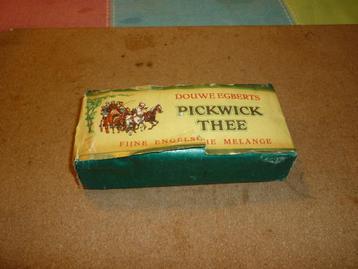 DOUWE EGBERTS
PICKWICK
THEE
FIJNE ENGELSCHE MELANGE